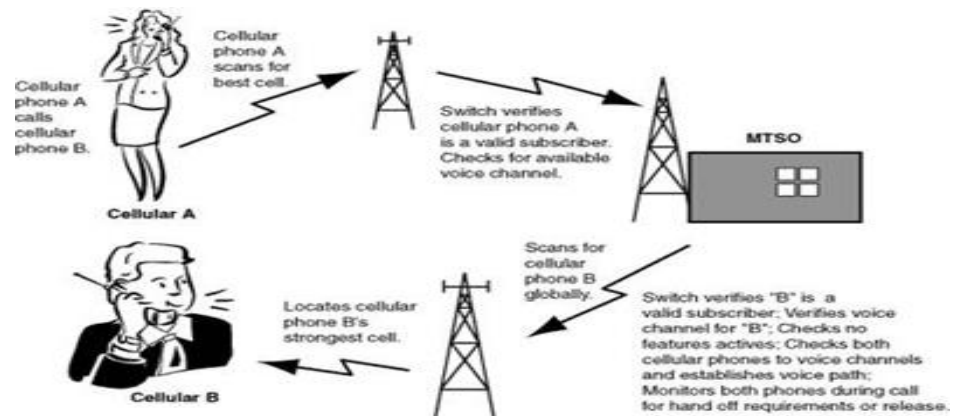 Cellular
phone A
calls
cellular
phone B.
Cellular
phone A
scans for
best cell.
Cellular A
Switch verifies
cellular phone A
is a valid subscriber.
Checks for available
voice channel.
MTSO
Scans for
cellular
phone B
globally.
Switch verifies "B" is a
valid subscriber; Verifies voice
channel for "B"; Checks no
features actives; Checks both
cellular phones to voice channels
and establishes voice path;
Monitors both phones during call
for hand off requirements or release.
Locates cellular
phone B's
strongest cell.
Cellular B